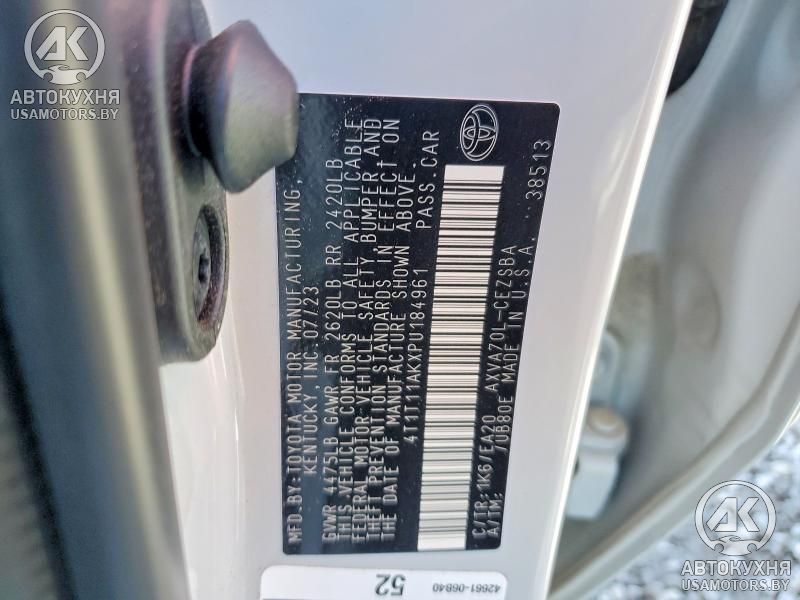 MFD.BY:TOYOTA MOTOR MANUFACTURING,
KENTUCKY, INC. 07/23
GVWR 4475LB GAWR FR 2620LB RR 2420LB
THIS VEHICLE CONFORMS TO ALL APPLICABLE
FEDERAL MOTOR VEHICLE SAFETY, BUMPER AND
THEFT PREVENTION STANDARDS IN EFFECT ON
THE DATE OF MANUFACTURE SHOWN ABOVE.
4T1T11AKXPU184961 PASS.CAR
C/TR:1K6/EA20 AXVA70L-CEZSBA
A/TM: /UB80E MADE IN U.S.A. 38513
52
42661-06B40
AK
АВТОКУХНЯ
USAMOTORS.BY
AK
АВТОКУХНЯ
USAMOTORS.BY